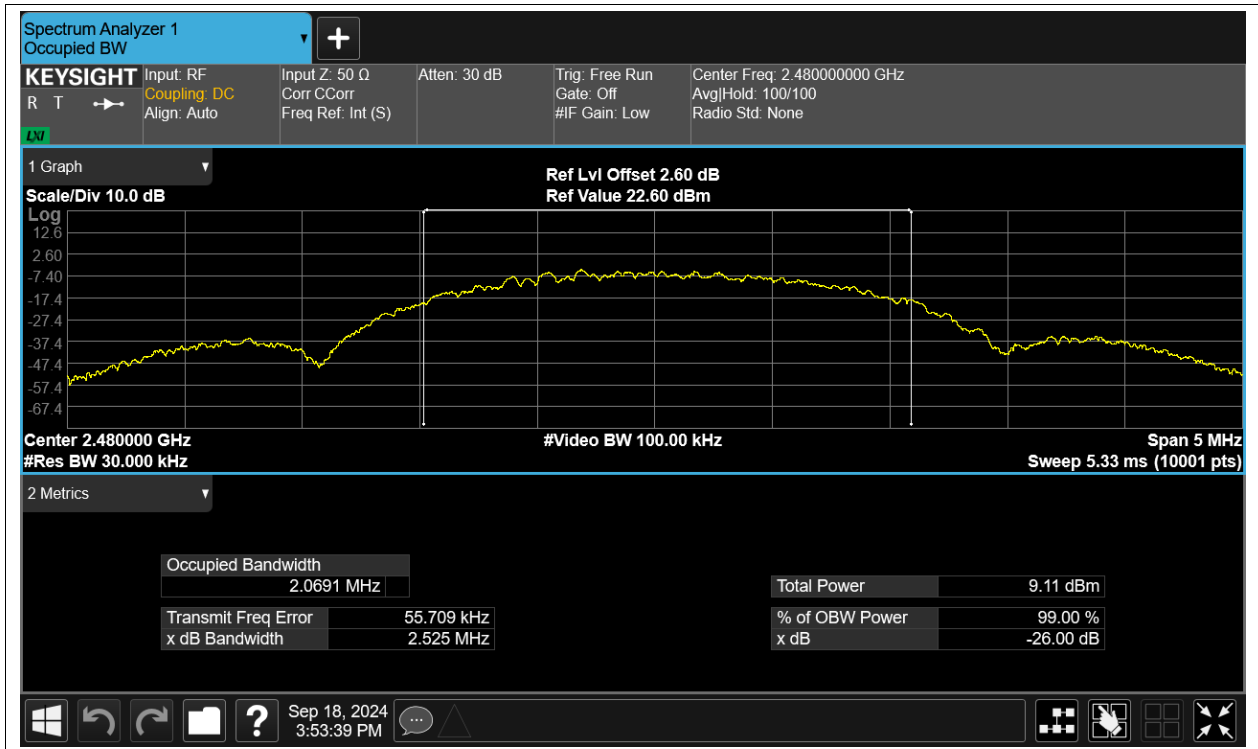 Spectrum Analyzer 1
Occupied BW
KEYSIGHT Input: RF Input Z: 50 Ω Atten: 30 dB Trig: Free Run Center Freq: 2.480000000 GHz
R T Coupling: DC Corr CCorr Gate: Off Avg|Hold: 100/100
Align: Auto Freq Ref: Int (S) #IF Gain: Low Radio Std: None
LXI
1 Graph
Ref Lvl Offset 2.60 dB
Scale/Div 10.0 dB Ref Value 22.60 dBm
Log
12.6
2.60
-7.40
-17.4
-27.4
-37.4
-47.4
-57.4
-67.4
Center 2.480000 GHz #Video BW 100.00 kHz Span 5 MHz
#Res BW 30.000 kHz Sweep 5.33 ms (10001 pts)
2 Metrics
Occupied Bandwidth
2.0691 MHz
Total Power 9.11 dBm
Transmit Freq Error 55.709 kHz % of OBW Power 99.00 %
x dB Bandwidth 2.525 MHz x dB -26.00 dB
? Sep 18, 2024
3:53:39 PM